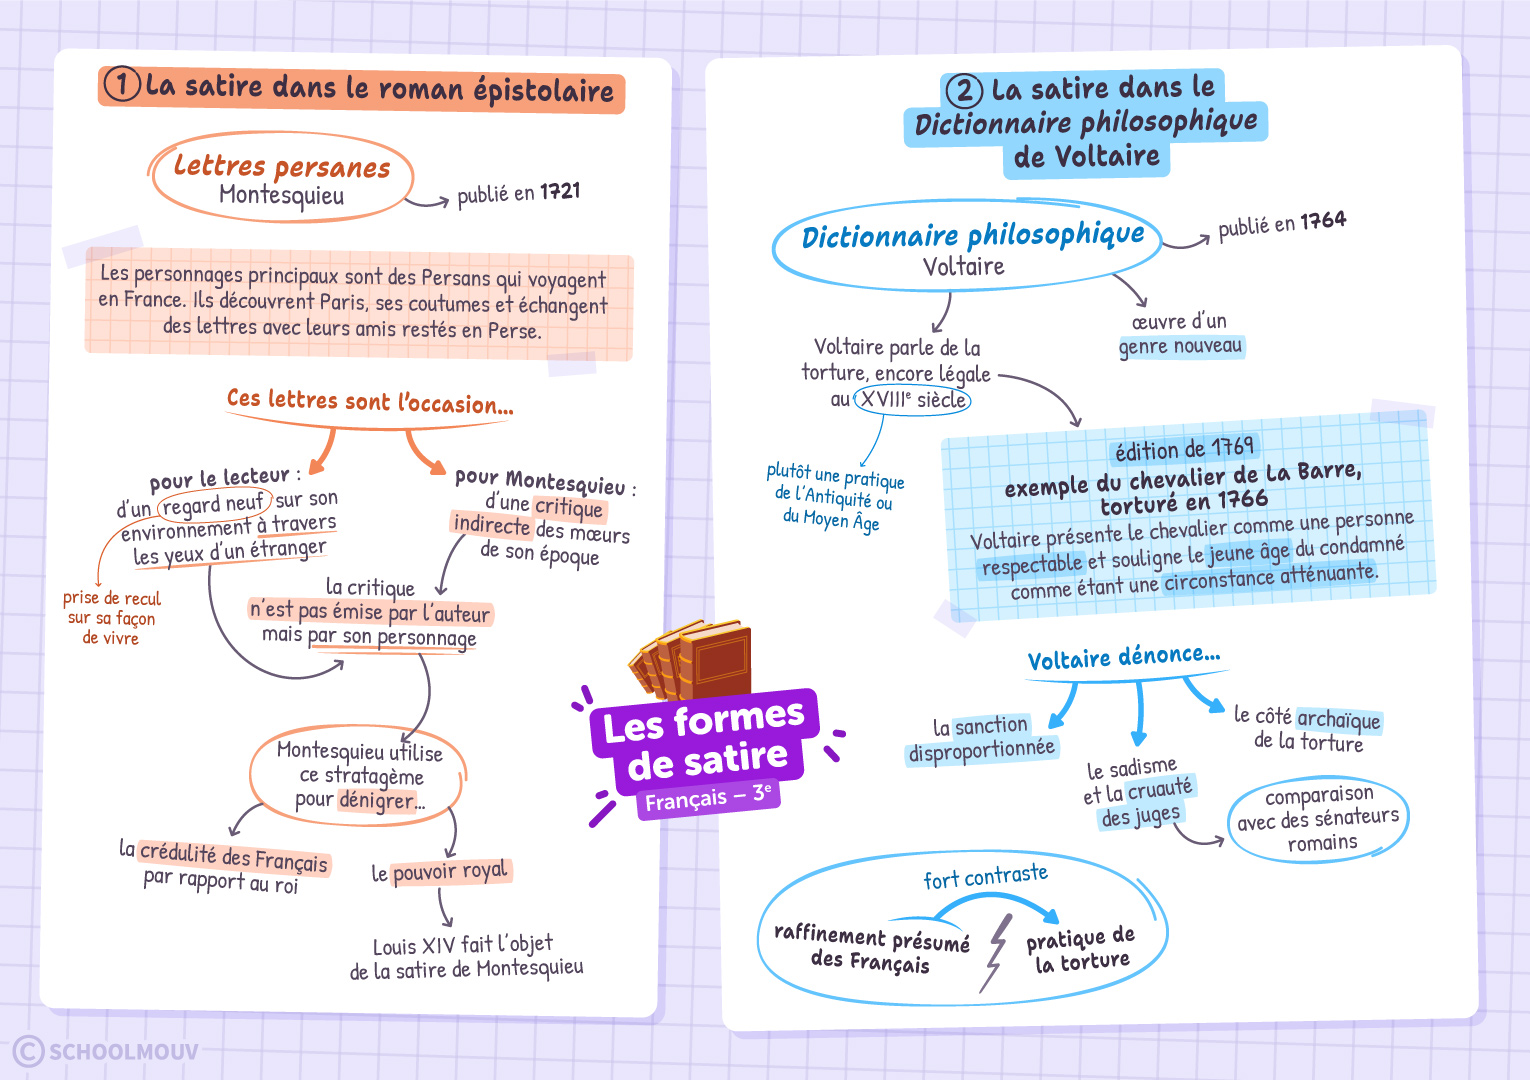 1 La satire dans le roman épistolaire
Lettres persanes
Montesquieu
publié en 1721
Les personnages principaux sont des Persans qui voyagent
en France. Ils découvrent Paris, ses coutumes et échangent
des lettres avec leurs amis restés en Perse.
Ces lettres sont l'occasion...
pour le lecteur :
d'un regard neuf sur son
environnement à travers
les yeux d'un étranger
prise de recul
sur sa façon
de vivre
pour Montesquieu :
d'une critique
indirecte des mœurs
de son époque
la critique
n'est pas émise par l'auteur
mais par son personnage
Montesquieu utilise
ce stratagème
pour dénigrer...
la crédulité des Français
par rapport au roi
le pouvoir royal
Louis XIV fait l'objet
de la satire de Montesquieu
Les formes
de satire
Français – 3e
2 La satire dans le
Dictionnaire philosophique
de Voltaire
Dictionnaire philosophique
Voltaire
publié en 1764
œuvre d'un
genre nouveau
Voltaire parle de la
torture, encore légale
au XVIIIe siècle
plutôt une pratique
de l'Antiquité ou
du Moyen Âge
édition de 1769
exemple du chevalier de La Barre,
torturé en 1766
Voltaire présente le chevalier comme une personne
respectable et souligne le jeune âge du condamné
comme étant une circonstance atténuante.
Voltaire dénonce...
la sanction
disproportionnée
le sadisme
et la cruauté
des juges
le côté archaïque
de la torture
comparaison
avec des sénateurs
romains
fort contraste
raffinement présumé
des Français
pratique de
la torture
© SCHOOLMOUV